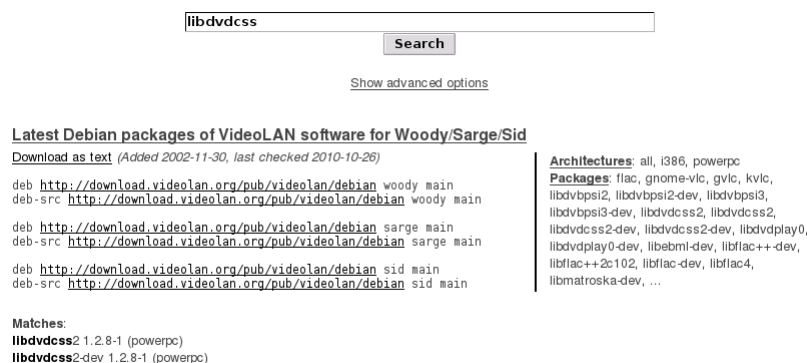 libdvdcss
Search
Show advanced options
Latest Debian packages of VideoLAN software for Woody/Sarge/Sid
Download as text (Added 2002-11-30, last checked 2010-10-26)
deb http://download.videolan.org/pub/videolan/debian woody main
deb-src http://download.videolan.org/pub/videolan/debian woody main
deb http://download.videolan.org/pub/videolan/debian sarge main
deb-src http://download.videolan.org/pub/videolan/debian sarge main
deb http://download.videolan.org/pub/videolan/debian sid main
deb-src http://download.videolan.org/pub/videolan/debian sid main
Architectures: all, i386, powerpc
Packages: flac, gnome-vlc, gvlc, kvlc,
libdvbpsi2, libdvbpsi2-dev, libdvbpsi3,
libdvbpsi3-dev, libdvdcss2, libdvdcss2,
libdvdcss2-dev, libdvdcss2-dev, libdvdplay0,
libdvdplay0-dev, libebml-dev, libflac++-dev,
libflac++2c102, libflac-dev, libflac4,
libmatroska-dev, ...
Matches:
libdvdcss2 1.2.8-1 (powerpc)
libdvdcss2-dev 1.2.8-1 (powerpc)